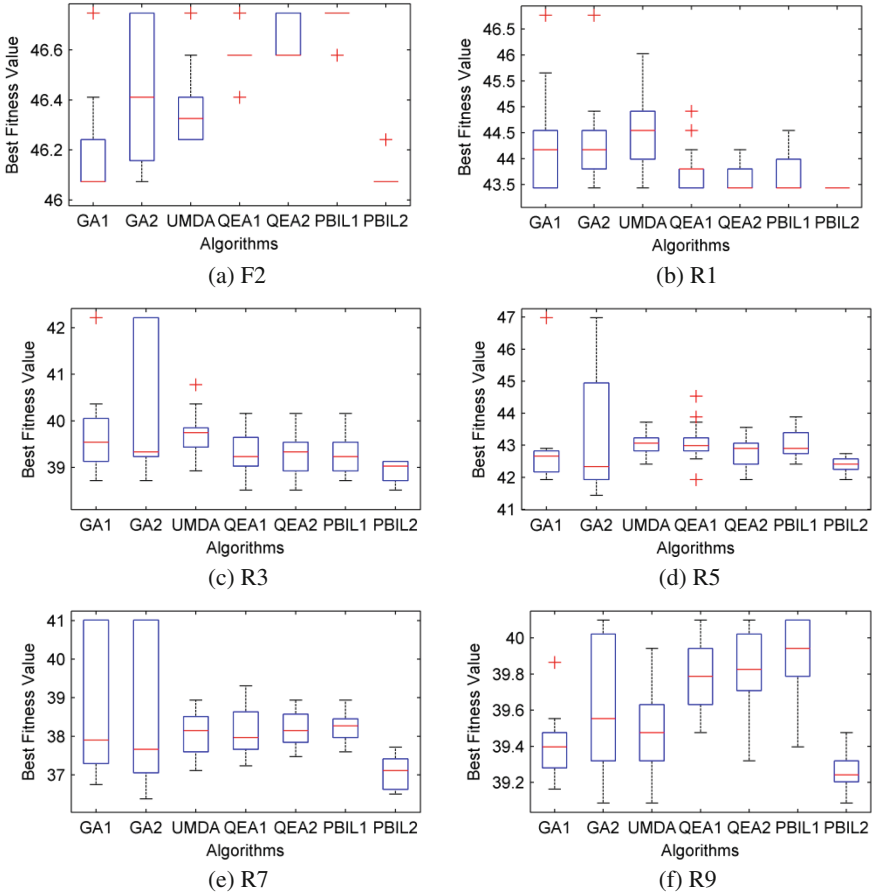 Best Fitness Value
46.6
46.4
46.2
46
GA1 GA2 UMDA QEA1 QEA2 PBIL1 PBIL2
Algorithms
(a) F2
Best Fitness Value
46.5
46
45.5
45
44.5
44
43.5
GA1 GA2 UMDA QEA1 QEA2 PBIL1 PBIL2
Algorithms
(b) R1
Best Fitness Value
42
41
40
39
GA1 GA2 UMDA QEA1 QEA2 PBIL1 PBIL2
Algorithms
(c) R3
Best Fitness Value
47
46
45
44
43
42
41
GA1 GA2 UMDA QEA1 QEA2 PBIL1 PBIL2
Algorithms
(d) R5
Best Fitness Value
41
40
39
38
37
GA1 GA2 UMDA QEA1 QEA2 PBIL1 PBIL2
Algorithms
(e) R7
Best Fitness Value
40
39.8
39.6
39.4
39.2
GA1 GA2 UMDA QEA1 QEA2 PBIL1 PBIL2
Algorithms
(f) R9